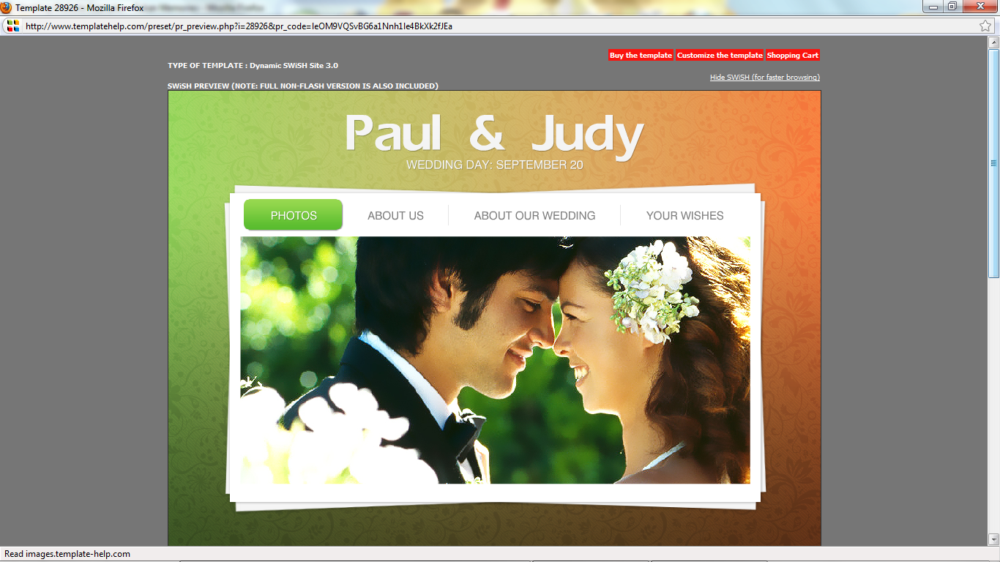 Template 28926 - Mozilla Firefox
http://www.templatehelp.com/preset/pr_preview.php?i=28926&pr_code=IeOM9VQSvBG6a1Nnh1Ie4BkXk2fJEa
Buy the template Customize the template Shopping Cart
TYPE OF TEMPLATE : Dynamic SWiSH Site 3.0
Hide SWiSH (for faster browsing)
SWiSH PREVIEW (NOTE: FULL NON-FLASH VERSION IS ALSO INCLUDED)
Paul & Judy
WEDDING DAY: SEPTEMBER 20
PHOTOS ABOUT US ABOUT OUR WEDDING YOUR WISHES
Read images.template-help.com